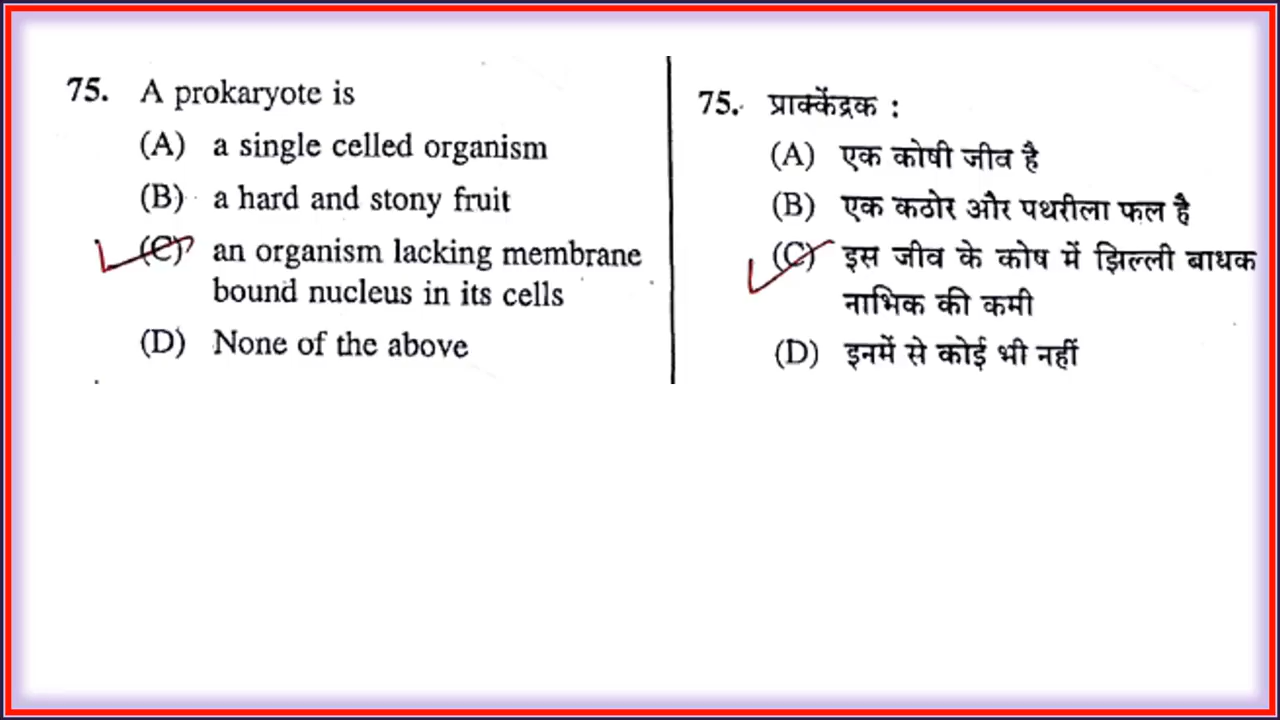 75. A prokaryote is
(A) a single celled organism
(B) a hard and stony fruit
(C) an organism lacking membrane
bound nucleus in its cells
(D) None of the above
75. प्राक्केंद्रक :
(A) एक कोषी जीव है
(B) एक कठोर और पथरीला फल है
(C) इस जीव के कोष में झिल्ली बाधक
नाभिक की कमी
(D) इनमें से कोई भी नहीं